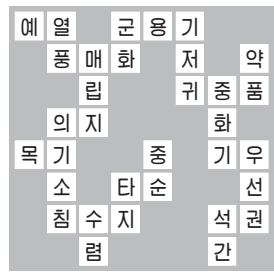 예 열 군 용 기
풍 매 화 저 약
립 귀 중 품
의 지 화
목 기 중 기 우
소 타 순 선
침 수 지 석 권
렴 간